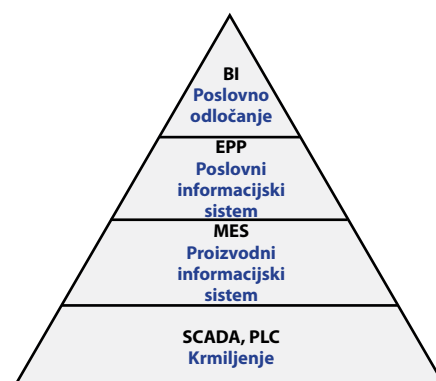 BI
Poslovno
odločanje
EPP
Poslovni
informacijski
sistem
MES
Proizvodni
informacijski
sistem
SCADA, PLC
Krmiljenje